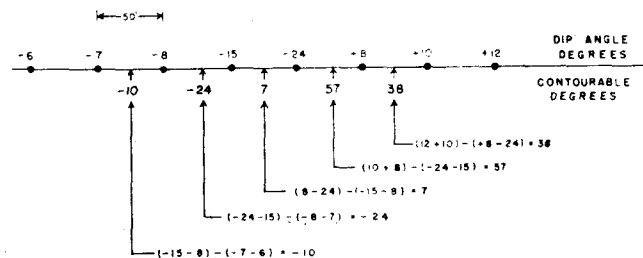 50'
DIP ANGLE
DEGREES
-6 -7 -8 -15 -24 +8 +10 +12
CONTOURABLE
DEGREES
-10 -24 7 57 38
(12 +10) - (+8 -24) = 38
(10 + 8) - (-24 -15) = 57
(8 -24) - (-15 -8) = 7
(-24 -15) - (-8 -7) = -24
(-15 -8) - (-7 -6) = -10